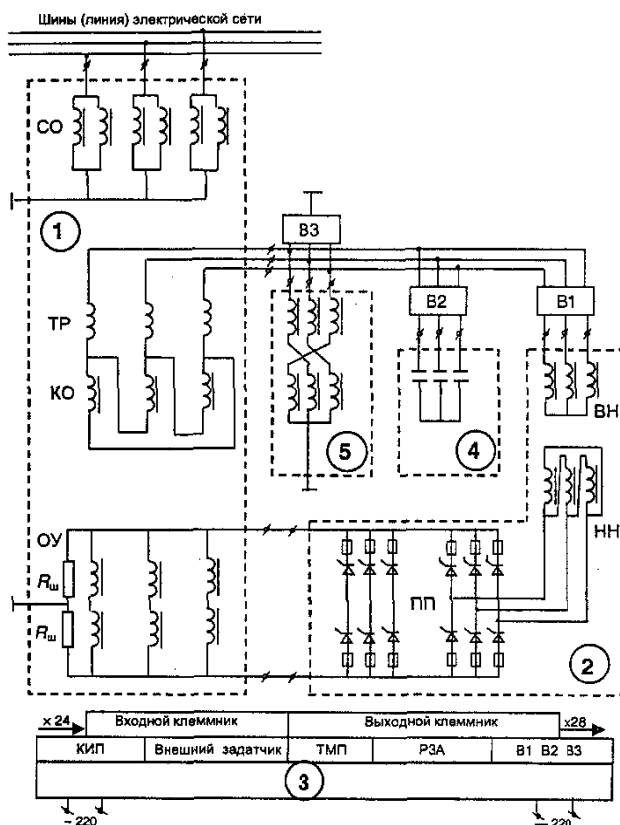 Шины (линия) электрической сети
СО
1
В3
ТР
В2
В1
КО
ВН
5
4
ОУ
НН
Rш
ПП
Rш
2
х 24
Входной клеммник
Выходной клеммник
х28
КИП
Внешний задатчик
ТМП
РЗА
В1 В2 В3
3
~ 220
~ 220